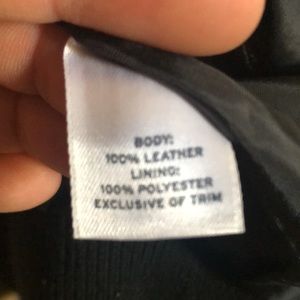 BODY:
100% LEATHER
LINING:
100% POLYESTER
EXCLUSIVE OF TRIM